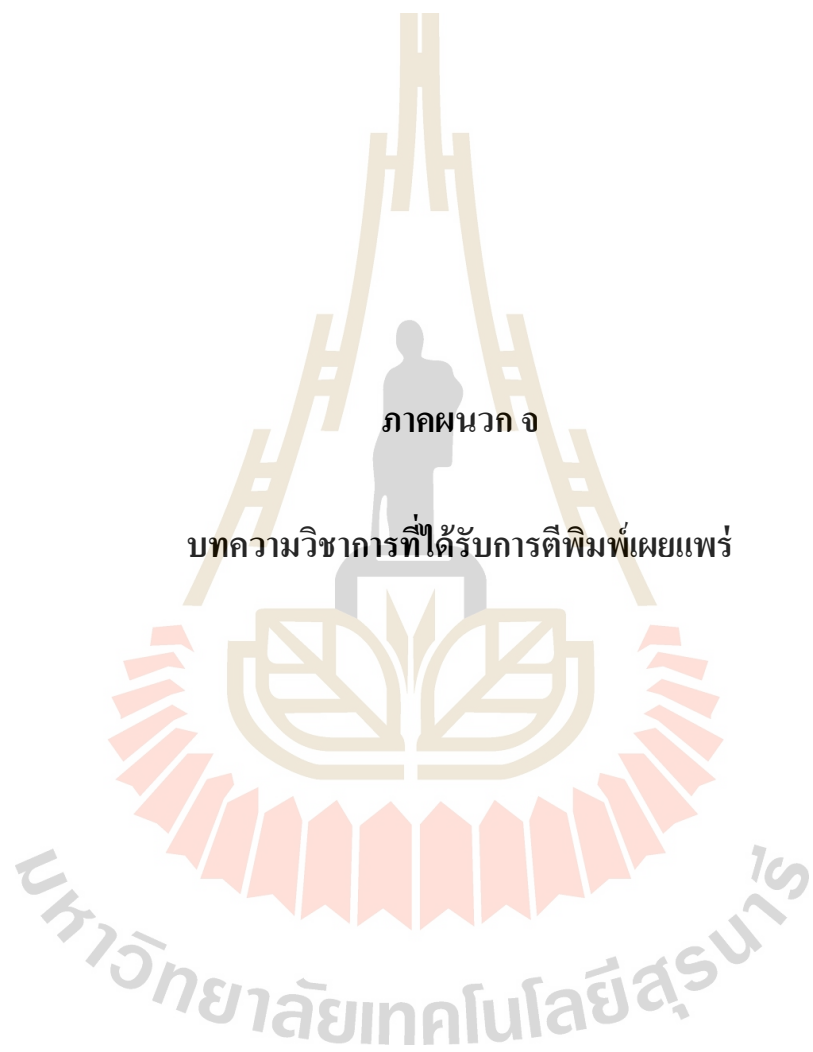 ภาคผนวก จ
บทความวิชาการที่ได้รับการตีพิมพ์เผยแพร่
มหาวิทยาลัยเทคโนโลยีสุรนารี